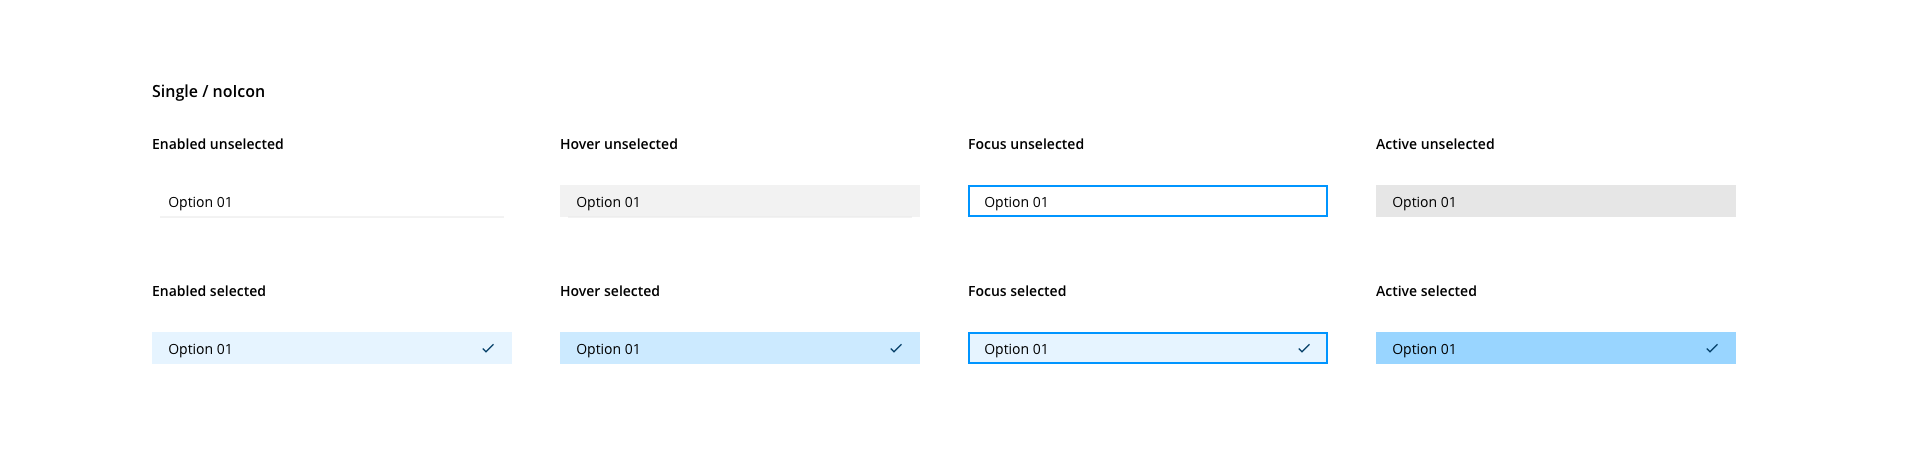 Single / noIcon
Enabled unselected
Hover unselected
Focus unselected
Active unselected
Option 01
Option 01
Option 01
Option 01
Enabled selected
Hover selected
Focus selected
Active selected
Option 01
Option 01
Option 01
Option 01